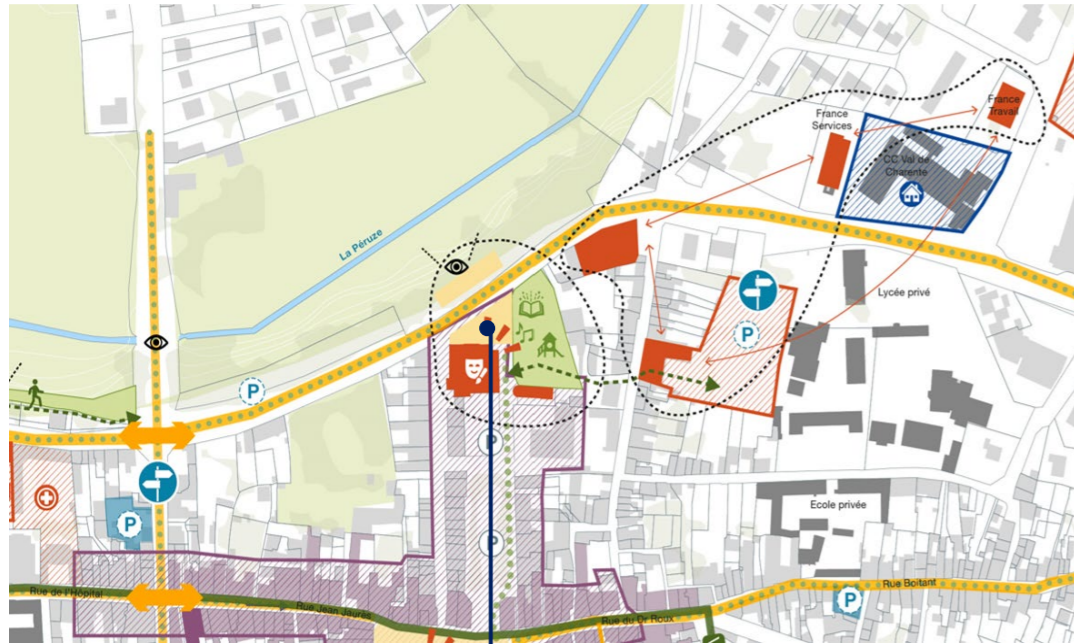 France
Travail
France
Services
CC Val de
Charente
La Péruze
Lycée privé
P
P
P
P
P
Ecole privée
Rue de l'Hôpital
Rue Jean Jaurès
Rue du Dr Roux
Rue Boitant
P
P